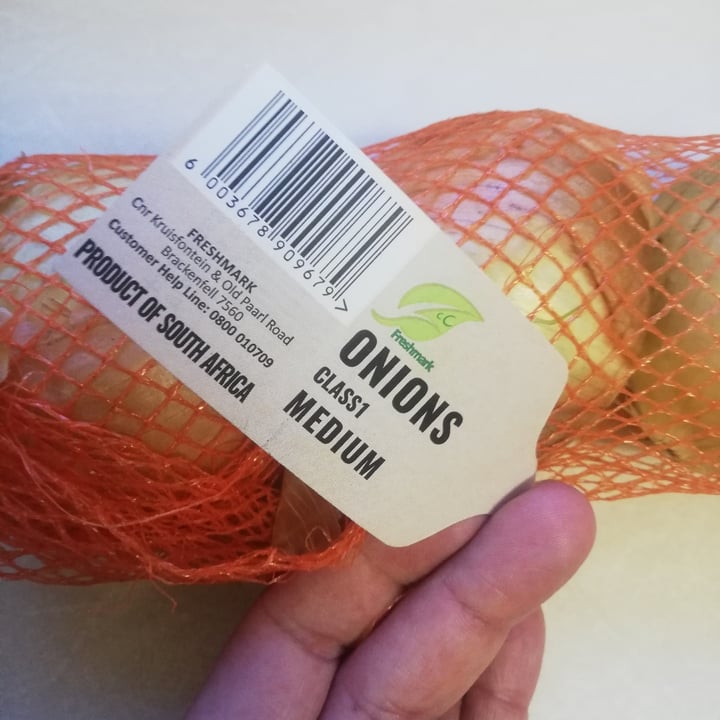 6 003678 909679 >
FRESHMARK
Cnr Kruisfontein & Old Paarl Road
Brackenfell 7560
Customer Help Line: 0800 010709
PRODUCT OF SOUTH AFRICA
Freshmark
ONIONS
CLASS1
MEDIUM